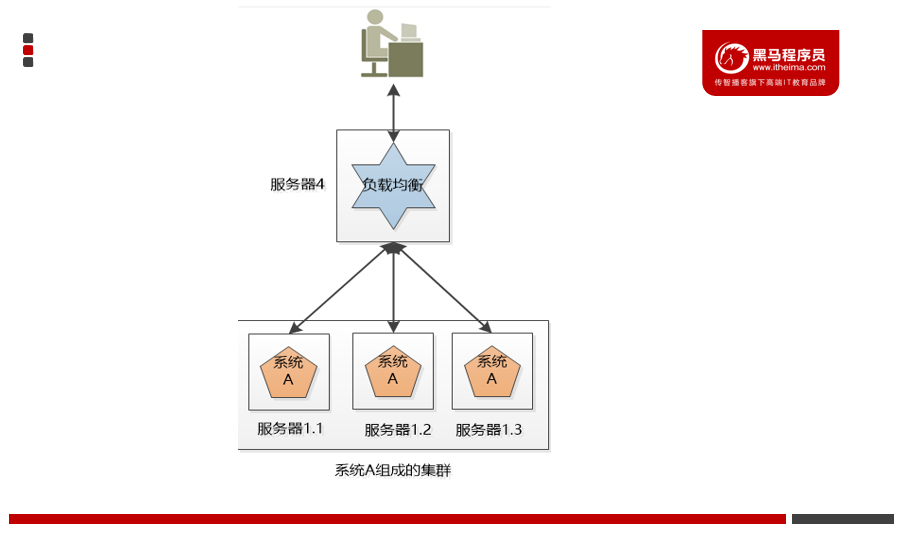 黑马程序员
www.itheima.com
传智播客旗下高端IT教育品牌
服务器4
负载均衡
系统
A
系统
A
系统
A
服务器1.1
服务器1.2
服务器1.3
系统A组成的集群